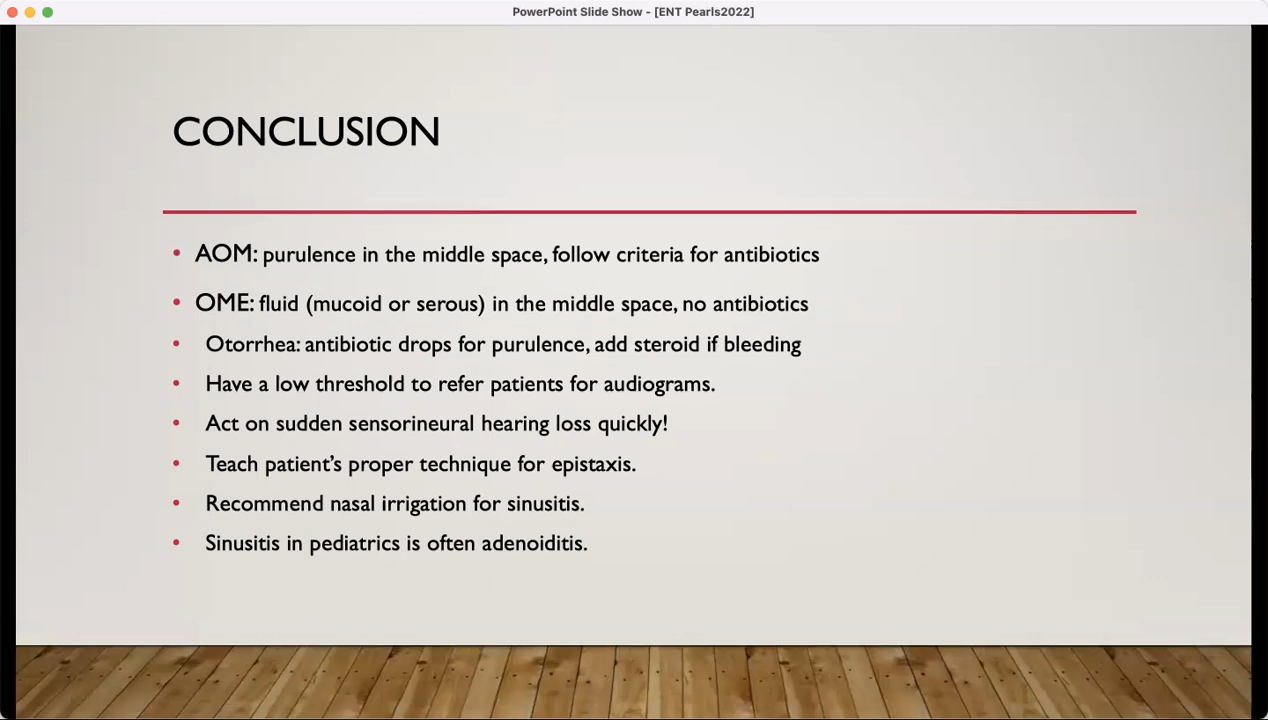 PowerPoint Slide Show - [ENT Pearls2022]
CONCLUSION
• AOM: purulence in the middle space, follow criteria for antibiotics
• OME: fluid (mucoid or serous) in the middle space, no antibiotics
• Otorrhea: antibiotic drops for purulence, add steroid if bleeding
• Have a low threshold to refer patients for audiograms.
• Act on sudden sensorineural hearing loss quickly!
• Teach patient’s proper technique for epistaxis.
• Recommend nasal irrigation for sinusitis.
• Sinusitis in pediatrics is often adenoiditis.